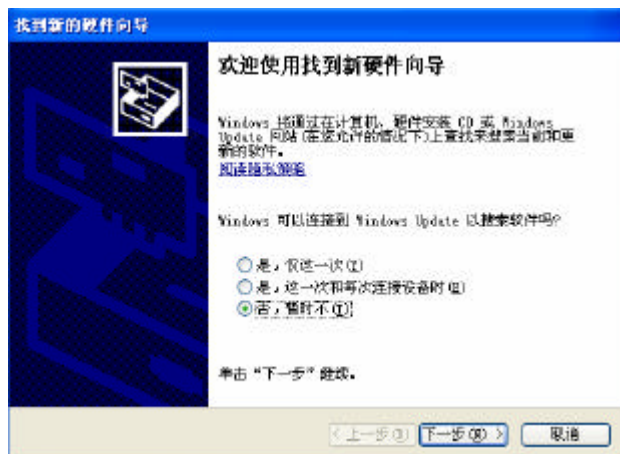 找到新的硬件向导
欢迎使用找到新硬件向导
Windows 将通过在计算机、硬件安装 CD 或 Windows
Update 网站(在您允许的情况下)上查找来搜索当前和更
新的软件。
阅读隐私策略
Windows 可以连接到 Windows Update 以搜索软件吗?
是，仅这一次(Y)
是，这一次和每次连接设备时(E)
否，暂时不(T)
单击“下一步”继续。
<上一步(B) 下一步(N)> 取消